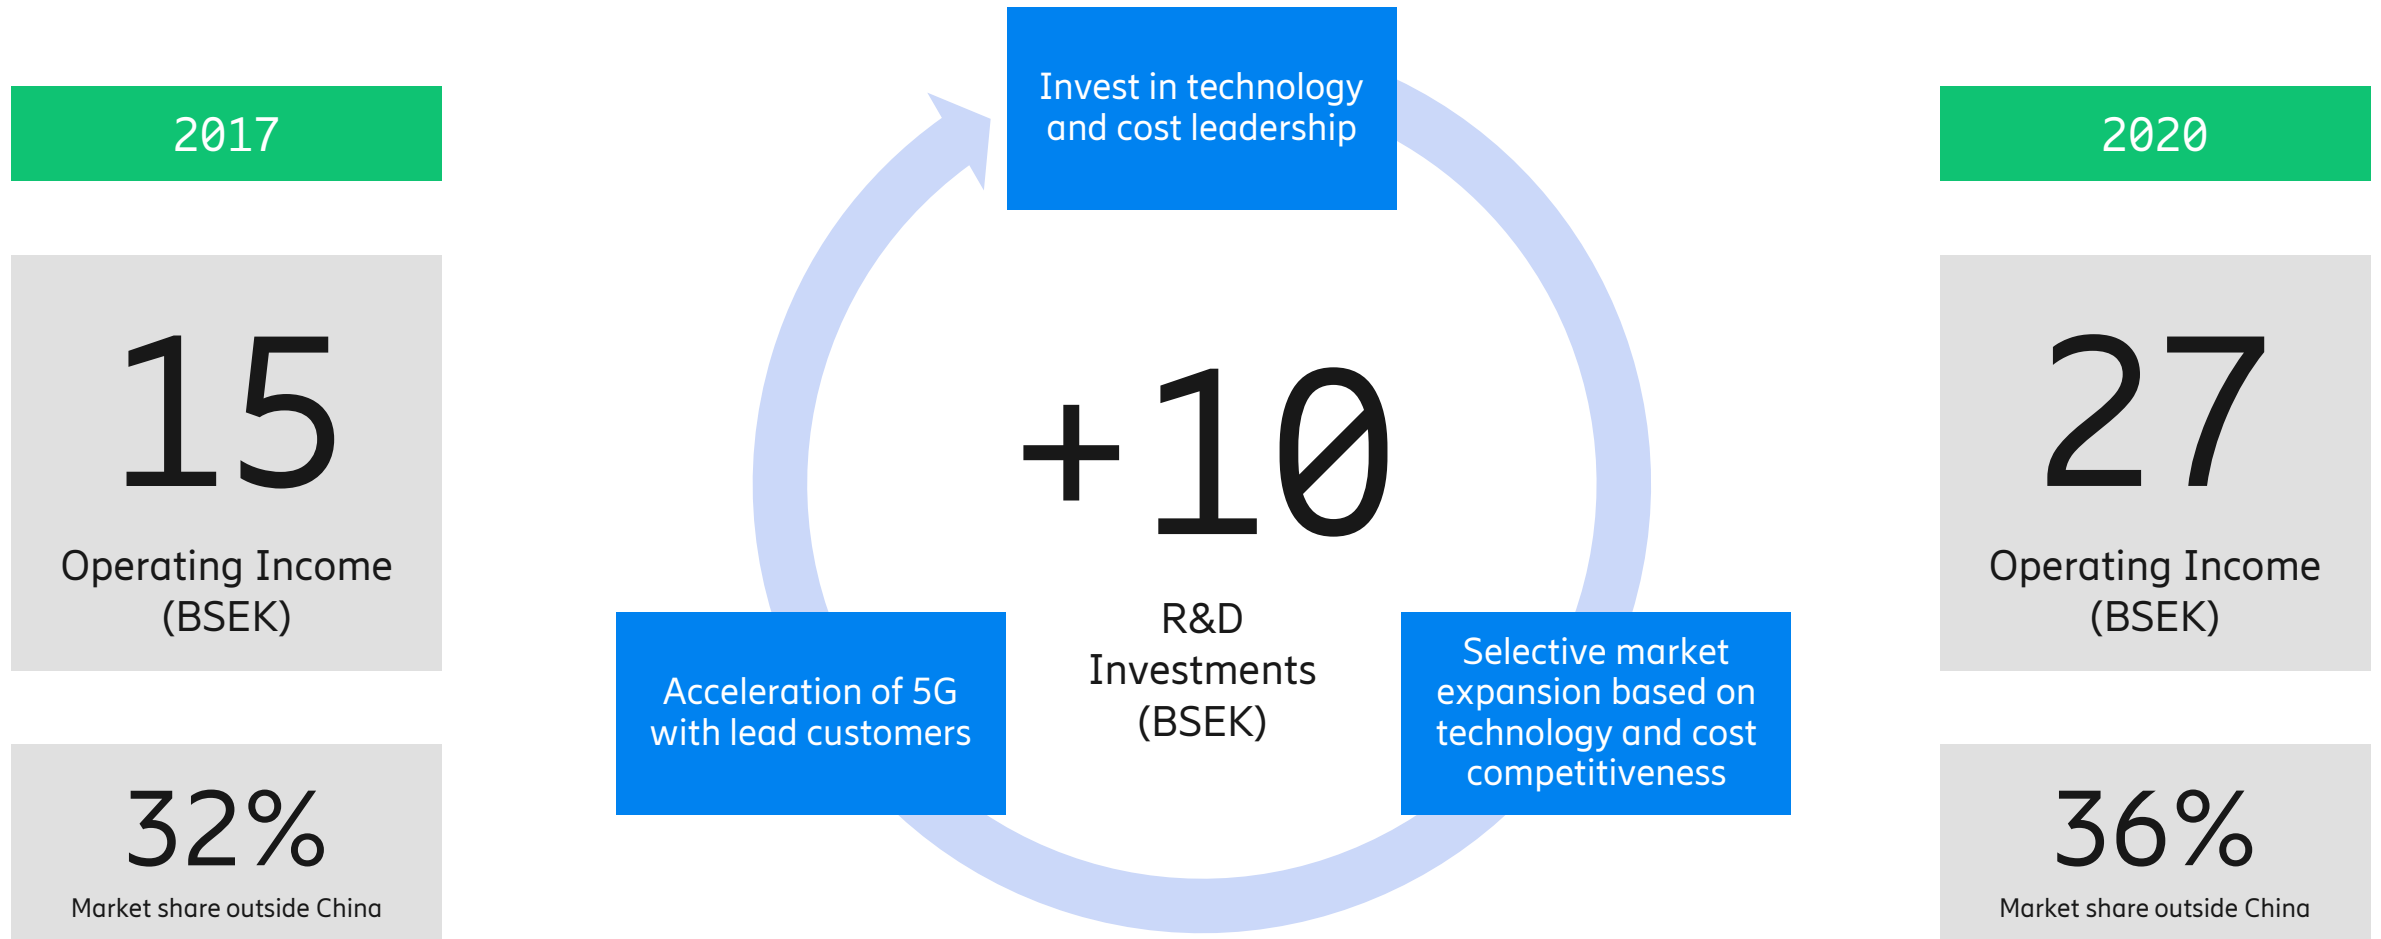 2017
15
Operating Income
(BSEK)
32%
Market share outside China
Invest in technology
and cost leadership
+10
R&D
Investments
(BSEK)
Acceleration of 5G
with lead customers
Selective market
expansion based on
technology and cost
competitiveness
2020
27
Operating Income
(BSEK)
36%
Market share outside China